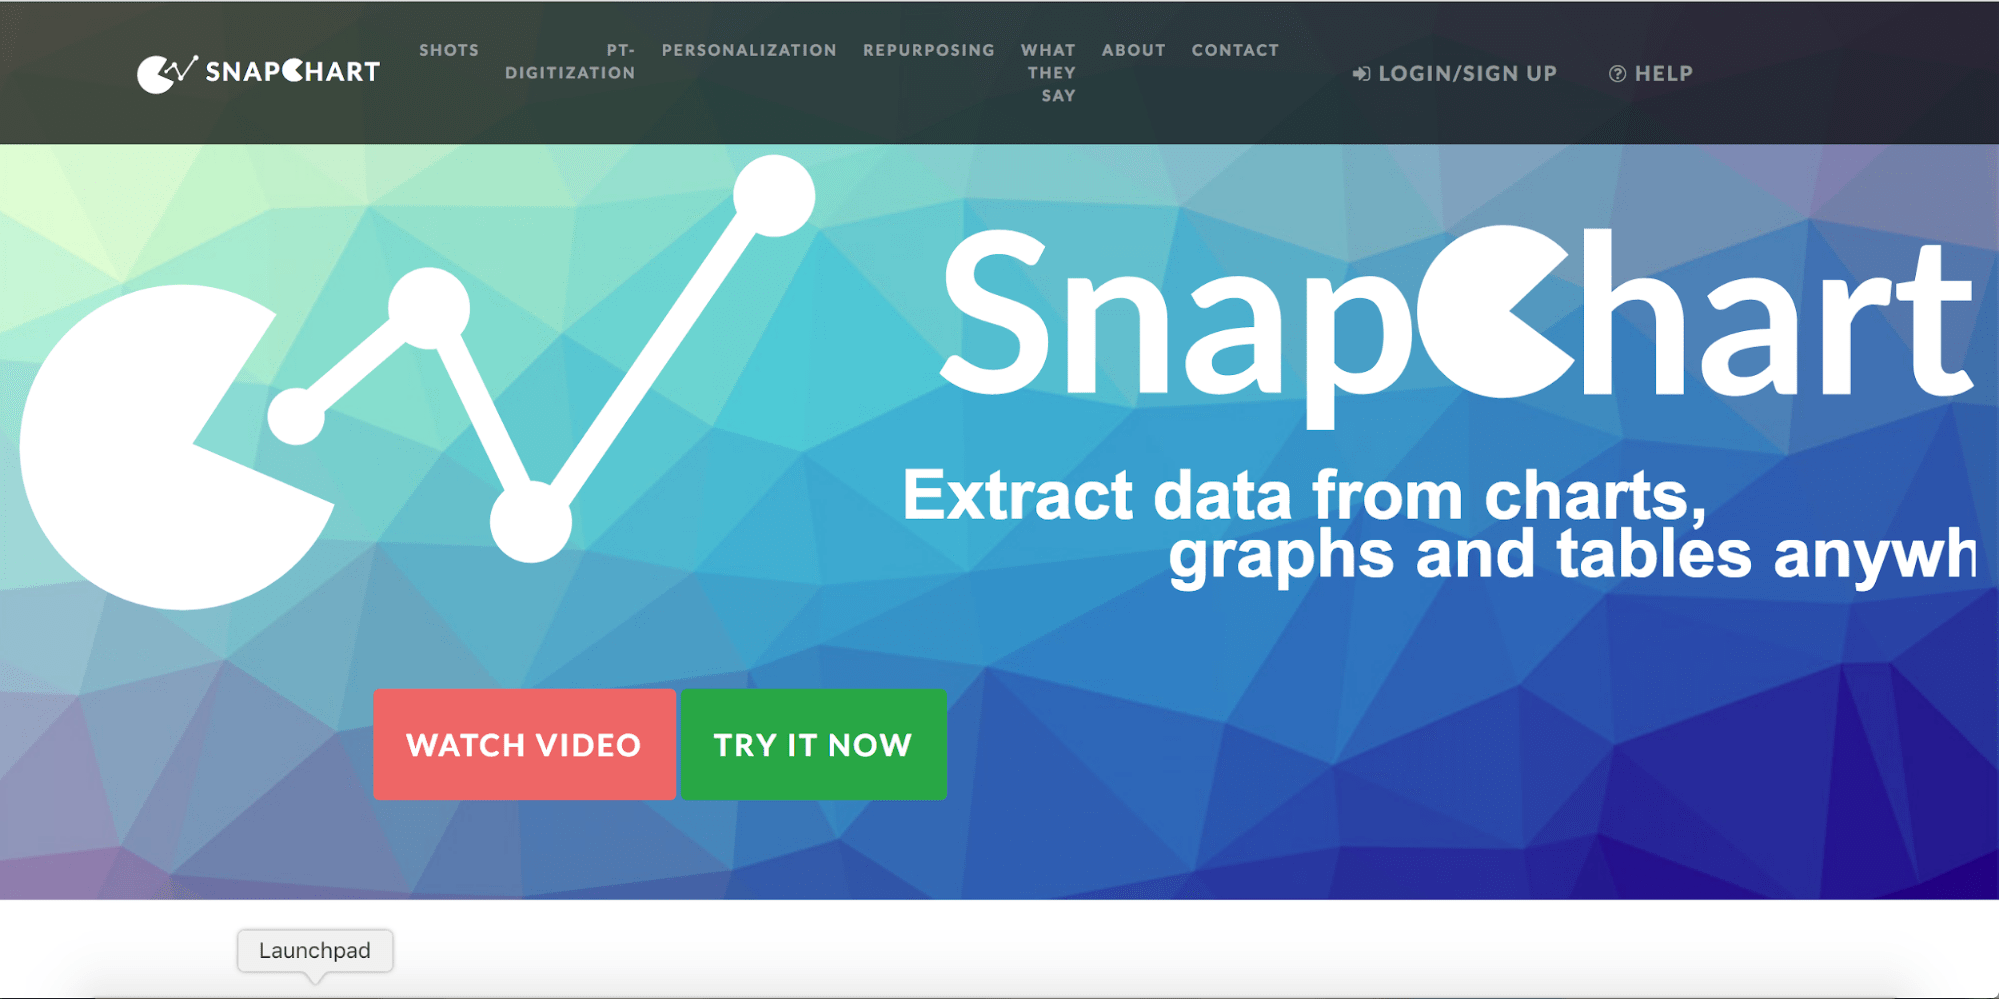 SNAPCHART
SHOTS
PT-
DIGITIZATION
PERSONALIZATION
REPURPOSING
WHAT
THEY
SAY
ABOUT
CONTACT
LOGIN/SIGN UP
HELP
SnapChart
Extract data from charts,
graphs and tables anywh
WATCH VIDEO
TRY IT NOW
Launchpad